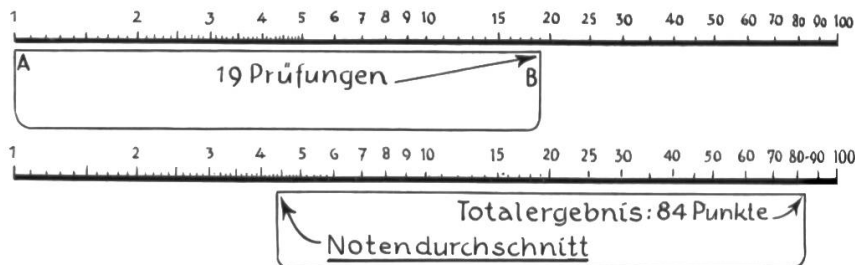 1 2 3 4 5 6 7 8 9 10 15 20 25 30 40 50 60 70 80 90 100
A 19 Prüfungen B
1 2 3 4 5 6 7 8 9 10 15 20 25 30 40 50 60 70 80-90 100
Totalergebnis: 84 Punkte
Notendurchschnitt